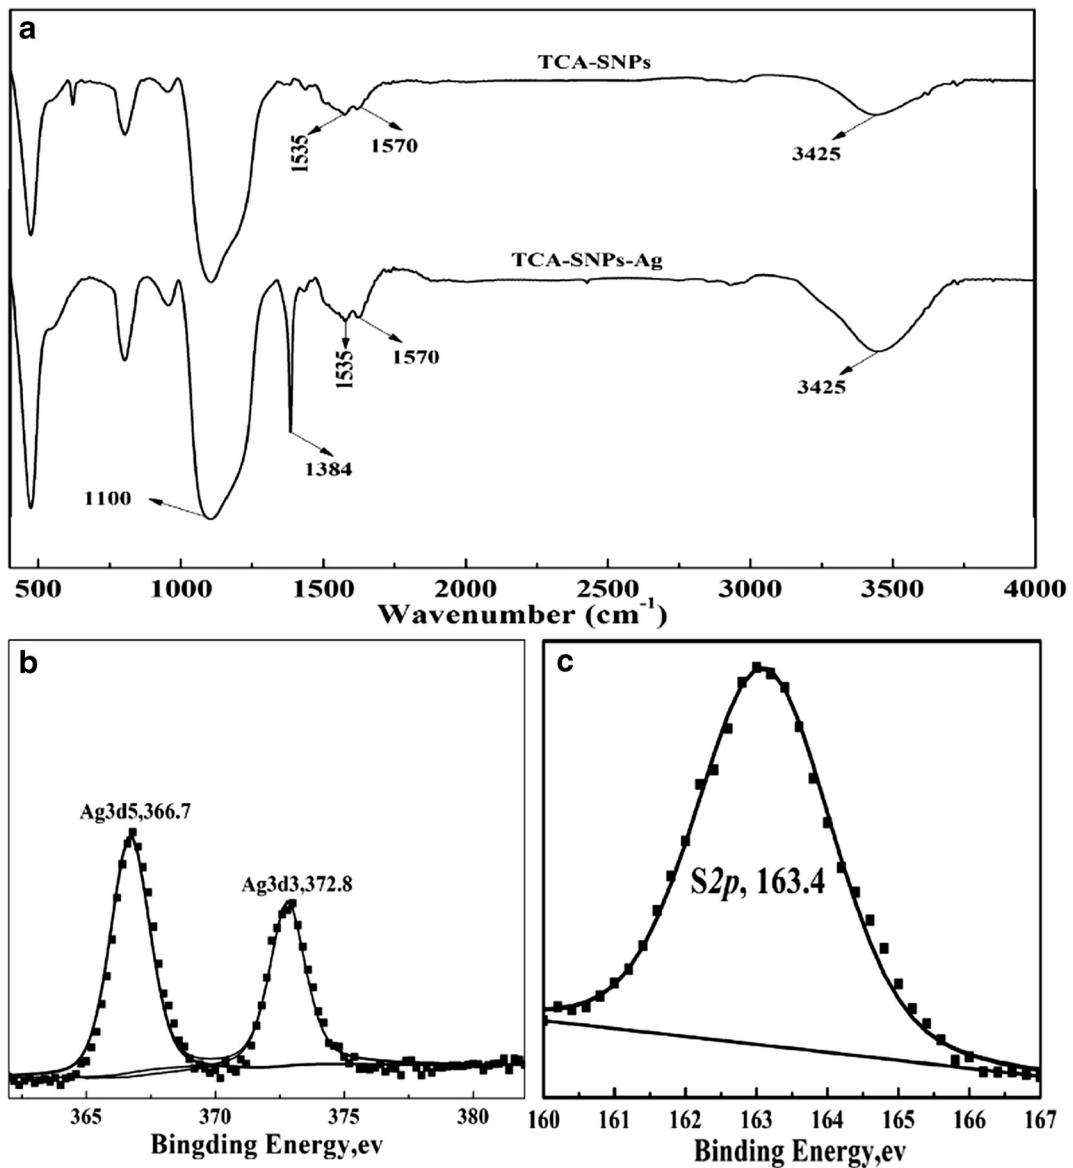 a
TCA-SNPs
1535
1570
3425
TCA-SNPs-Ag
1535
1570
3425
1384
1100
500 1000 1500 2000 2500 3000 3500 4000
Wavenumber (cm⁻¹)
b
Ag3d5,366.7
Ag3d3,372.8
365 370 375 380
Bingding Energy,ev
c
S2p, 163.4
160 161 162 163 164 165 166 167
Binding Energy,ev